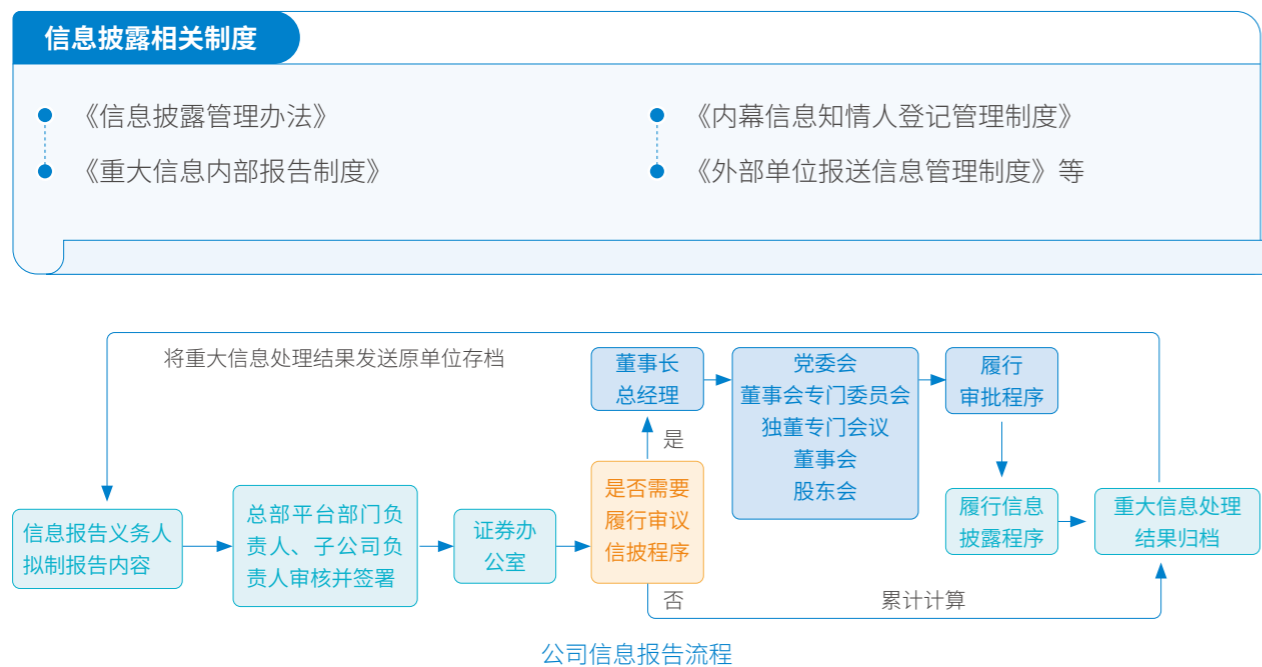 信息披露相关制度
《信息披露管理办法》
《内幕信息知情人登记管理制度》
《重大信息内部报告制度》
《外部单位报送信息管理制度》等
将重大信息处理结果发送原单位存档
董事长
总经理
党委会
董事会专门委员会
独董专门会议
董事会
股东会
履行
审批程序
是
信息报告义务人
拟制报告内容
总部平台部门负
责人、子公司负
责人审核并签署
证券办
公室
是否需要
履行审议
信披程序
履行信息
披露程序
重大信息处理
结果归档
否
累计计算
公司信息报告流程